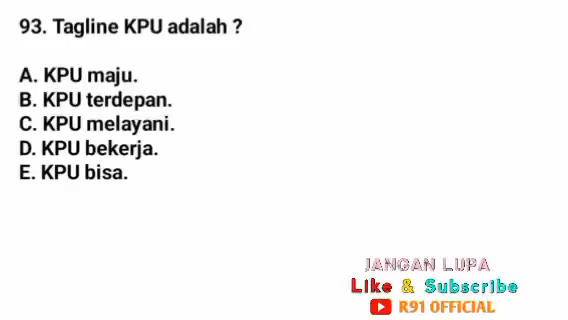 93. Tagline KPU adalah ?
A. KPU maju.
B. KPU terdepan.
C. KPU melayani.
D. KPU bekerja.
E. KPU bisa.
JANGAN LUPA
Like & Subscribe
R91 OFFICIAL